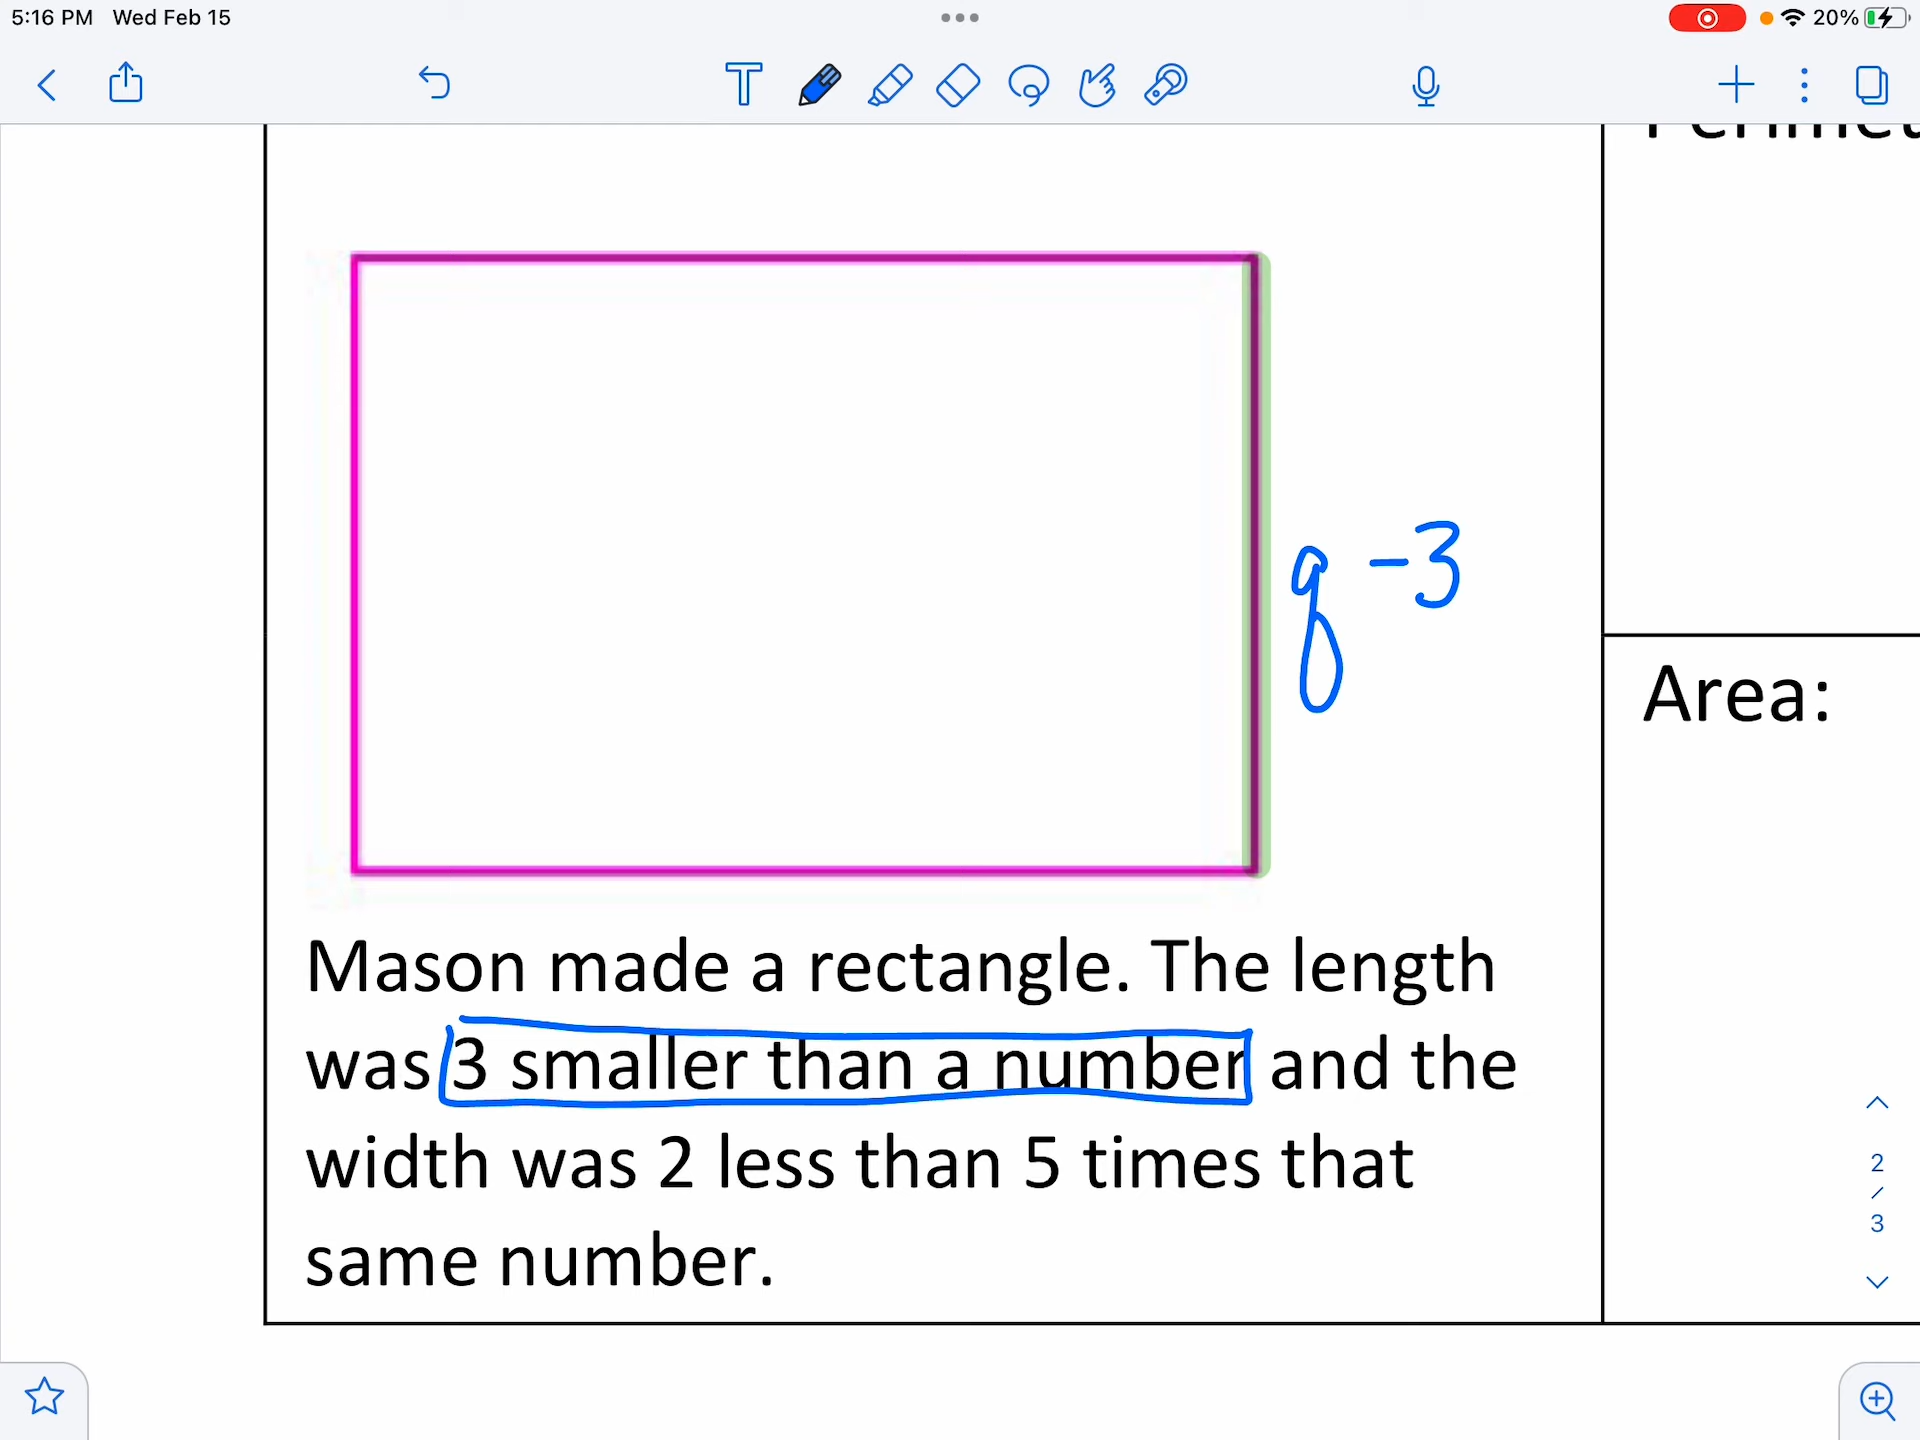 5:16 PM Wed Feb 15
20%
T
q -3
Area:
Mason made a rectangle. The length
was 3 smaller than a number and the
width was 2 less than 5 times that
same number.
2
/
3